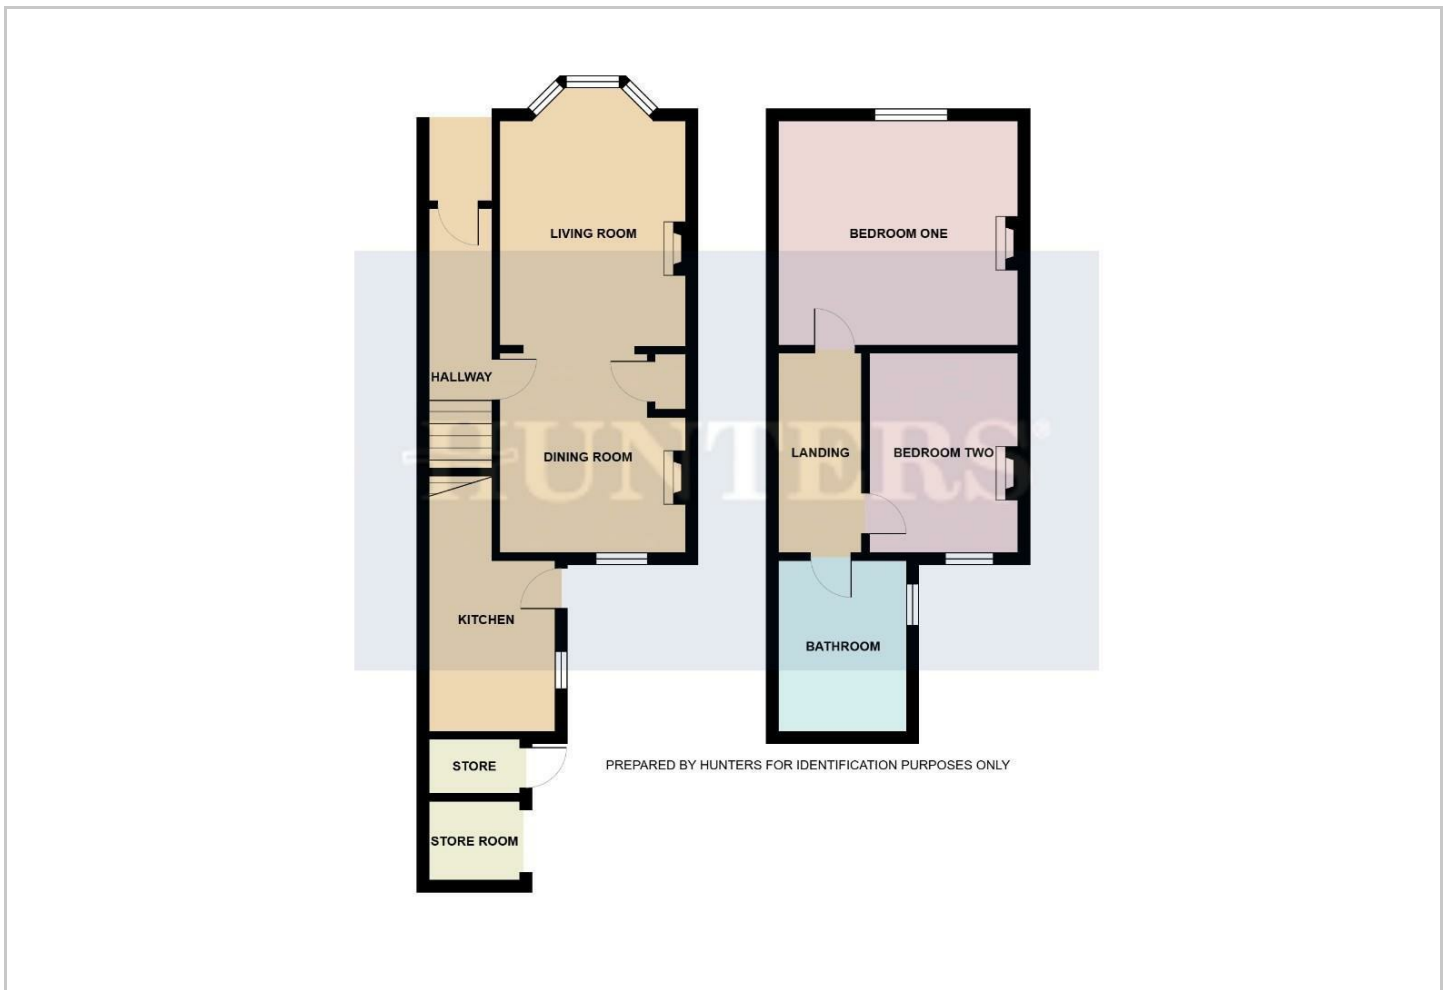 LIVING ROOM
BEDROOM ONE
HALLWAY
HUNTERS®
DINING ROOM
LANDING
BEDROOM TWO
KITCHEN
BATHROOM
STORE
PREPARED BY HUNTERS FOR IDENTIFICATION PURPOSES ONLY
STORE ROOM